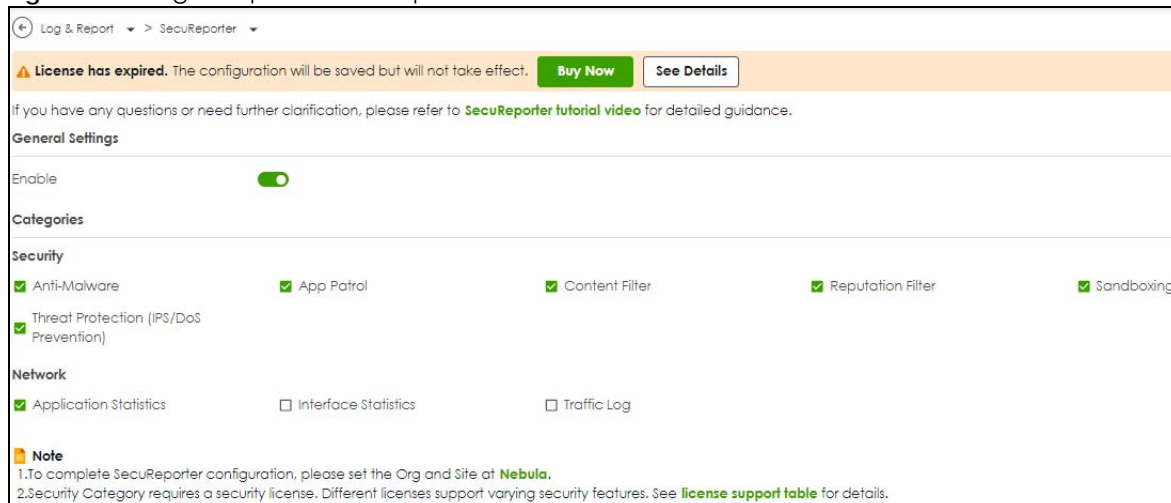 Log & Report > SecuReporter
License has expired. The configuration will be saved but will not take effect. Buy Now See Details
If you have any questions or need further clarification, please refer to SecuReporter tutorial video for detailed guidance.
General Settings
Enable
Categories
Security
Anti-Malware App Patrol Content Filter Reputation Filter Sandboxing
Threat Protection (IPS/DoS
Prevention)
Network
Application Statistics Interface Statistics Traffic Log
Note
1.To complete SecuReporter configuration, please set the Org and Site at Nebula.
2.Security Category requires a security license. Different licenses support varying security features. See license support table for details.